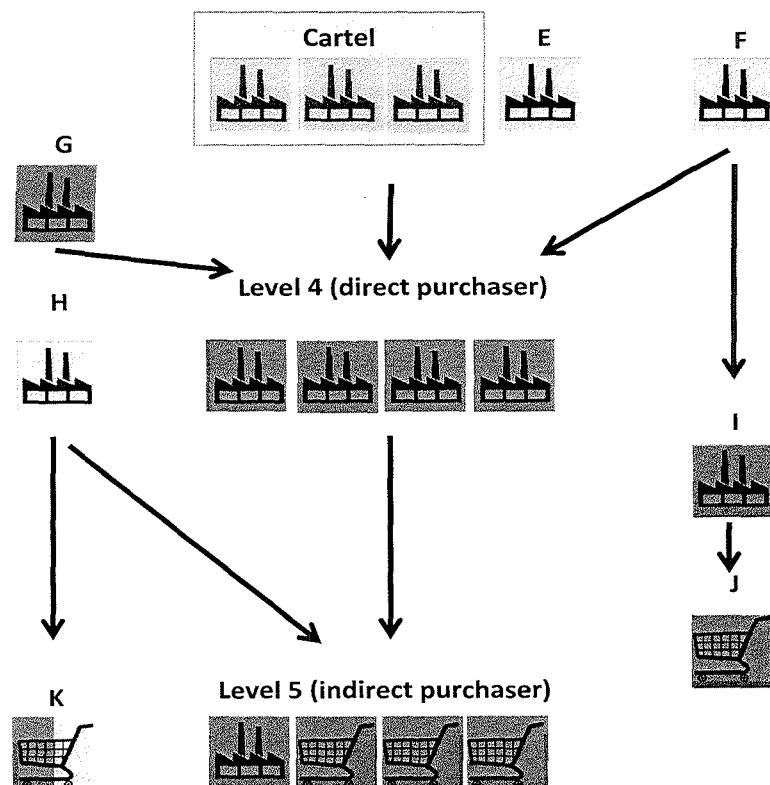 Cartel
E
F
G
Level 4 (direct purchaser)
H
I
J
K
Level 5 (indirect purchaser)